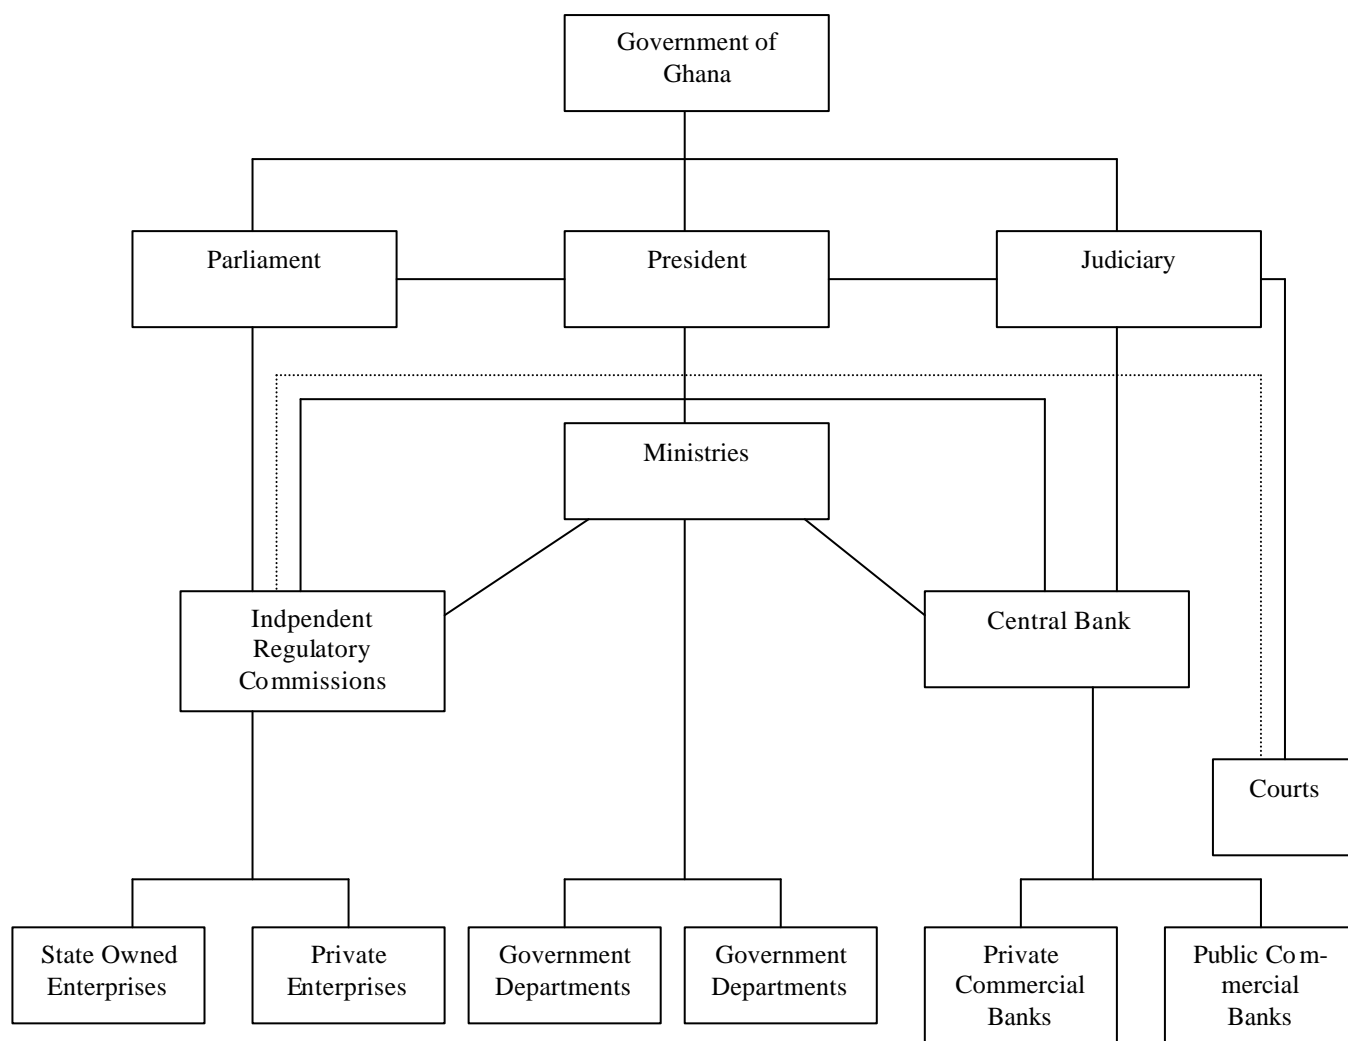 Government of
Ghana
Parliament
President
Judiciary
Ministries
Indpendent
Regulatory
Commissions
Central Bank
Courts
State Owned
Enterprises
Private
Enterprises
Government
Departments
Government
Departments
Private
Commercial
Banks
Public Com-
mercial
Banks